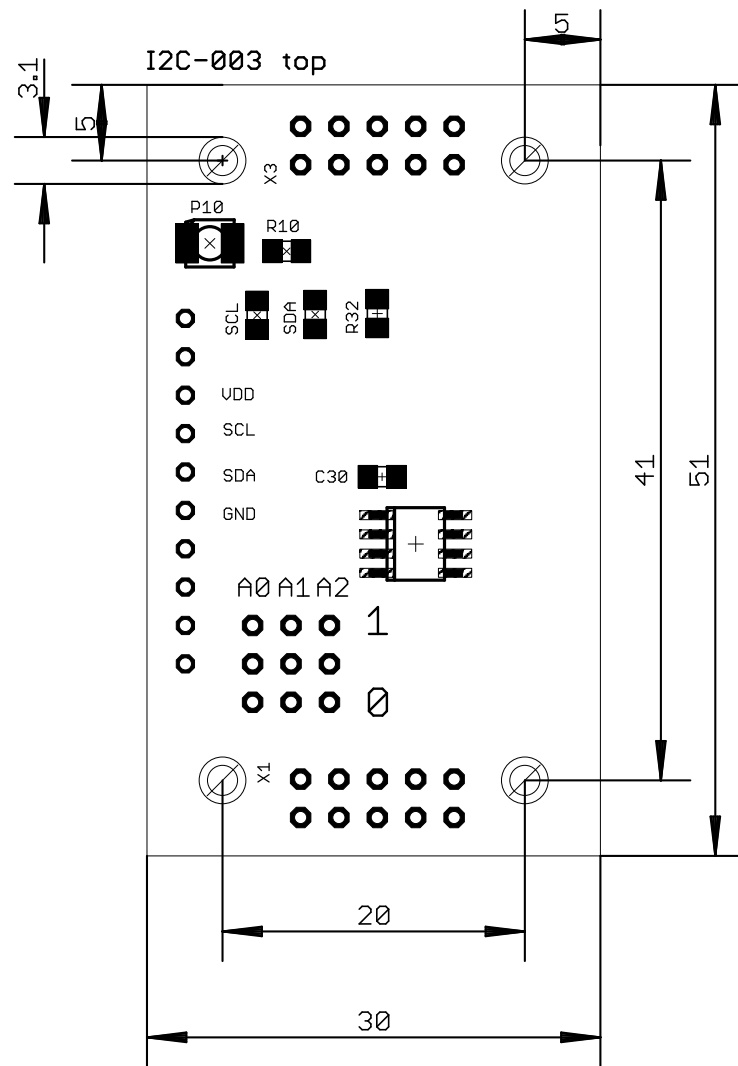 5
I2C-003 top
3.1
5
X3
P10
R10
SCL
SDA
R32
VDD
SCL
SDA
C30
GND
41
51
A0 A1 A2
1
0
X1
20
30